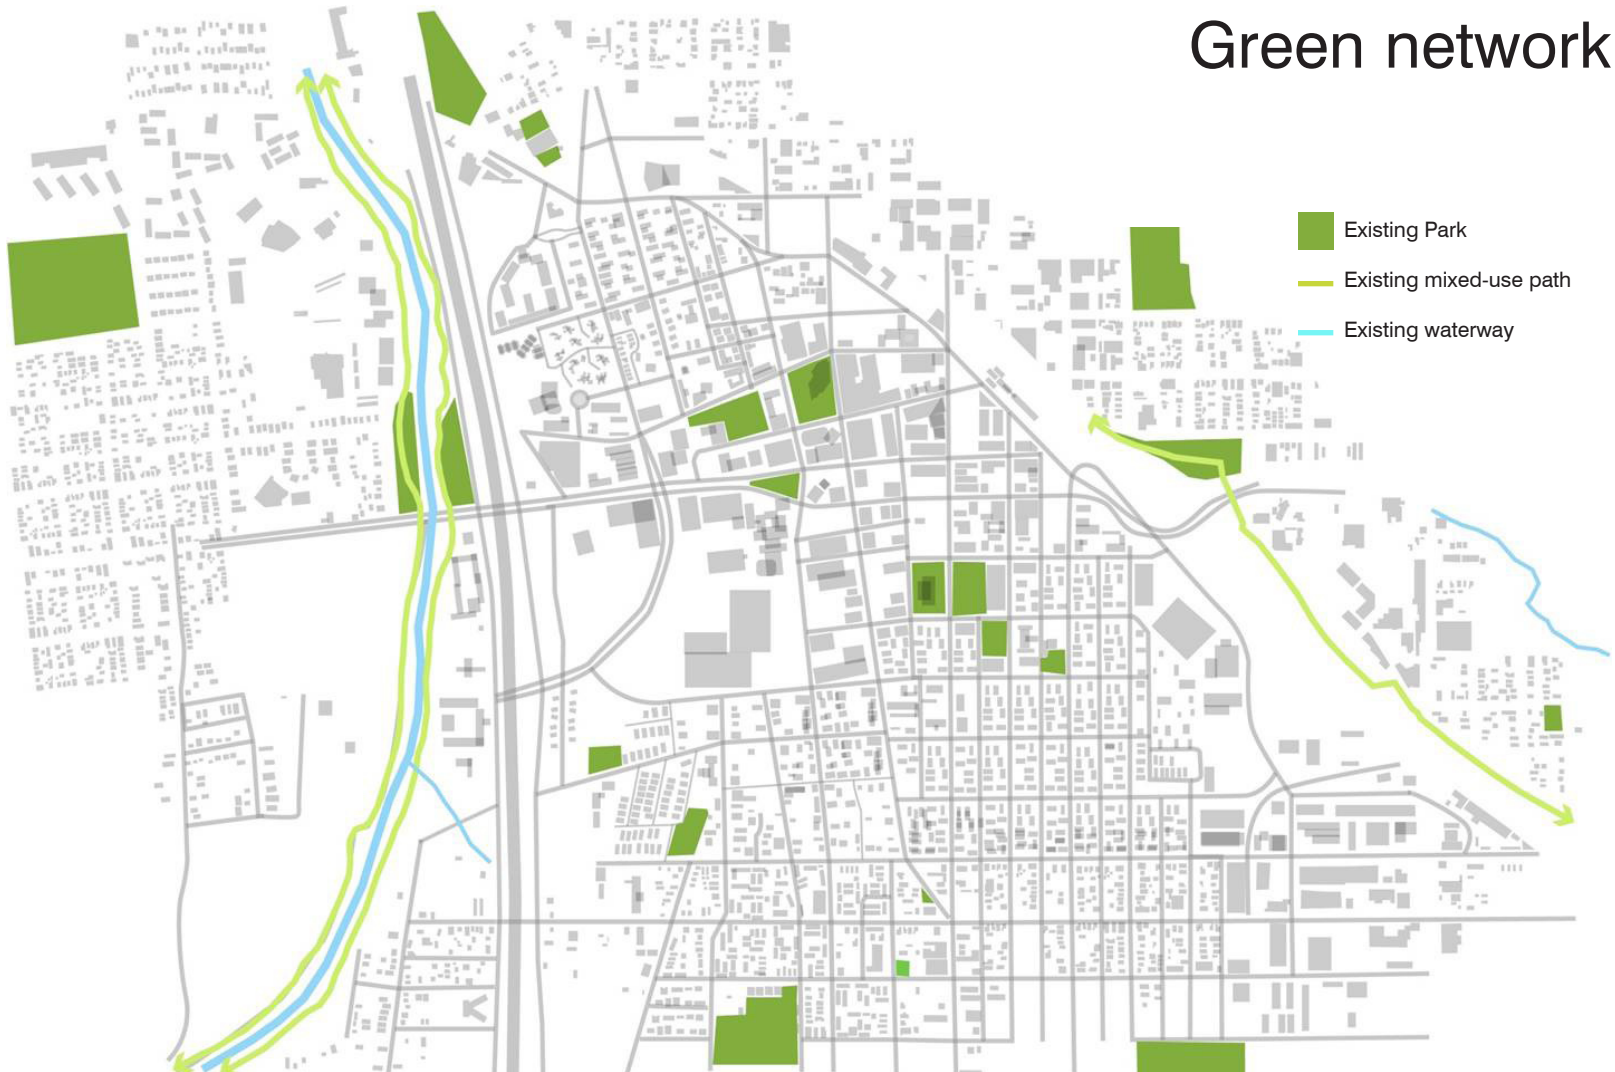 Green network
Existing Park
Existing mixed-use path
Existing waterway